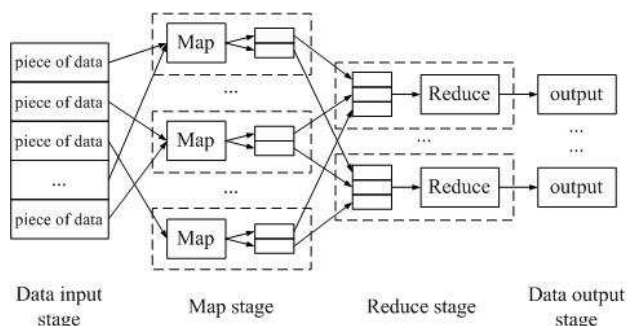 piece of data
piece of data
piece of data
...
piece of data
Map
...
Map
...
Map
Reduce
...
Reduce
output
...
...
output
Data input
stage
Map stage
Reduce stage
Data output
stage